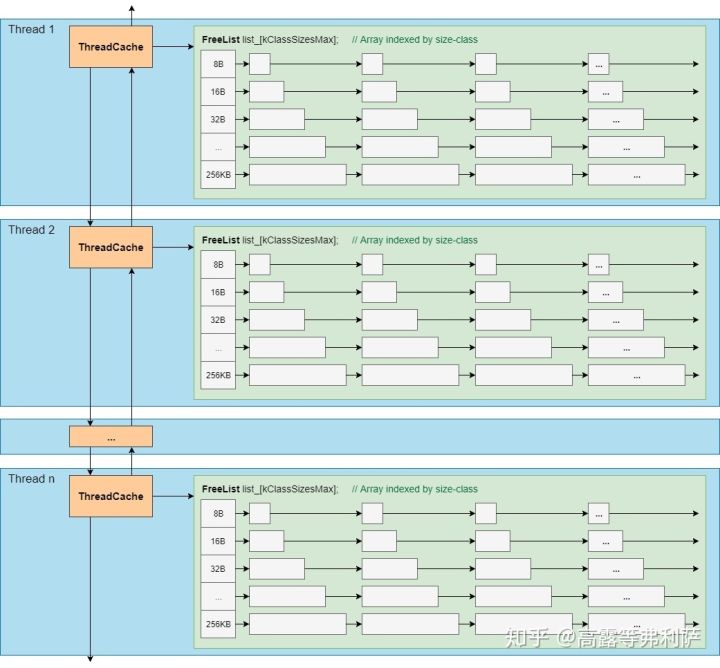 Thread 1
ThreadCache
FreeList list_[kClassSizesMax]; // Array indexed by size-class
8B
...
16B
...
32B
...
...
...
256KB
...
Thread 2
ThreadCache
FreeList list_[kClassSizesMax]; // Array indexed by size-class
8B
...
16B
...
32B
...
...
...
256KB
...
...
Thread n
ThreadCache
FreeList list_[kClassSizesMax]; // Array indexed by size-class
8B
...
16B
...
32B
...
...
...
256KB
...
知乎 @高露等弗利萨